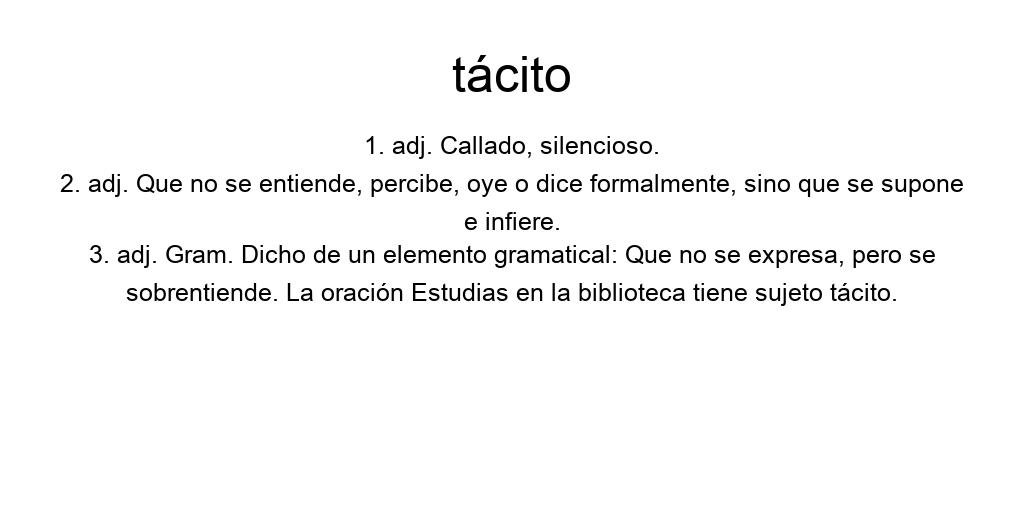 tácito
1. adj. Callado, silencioso.
2. adj. Que no se entiende, percibe, oye o dice formalmente, sino que se supone
e infiere.
3. adj. Gram. Dicho de un elemento gramatical: Que no se expresa, pero se
sobrentiende. La oración Estudias en la biblioteca tiene sujeto tácito.